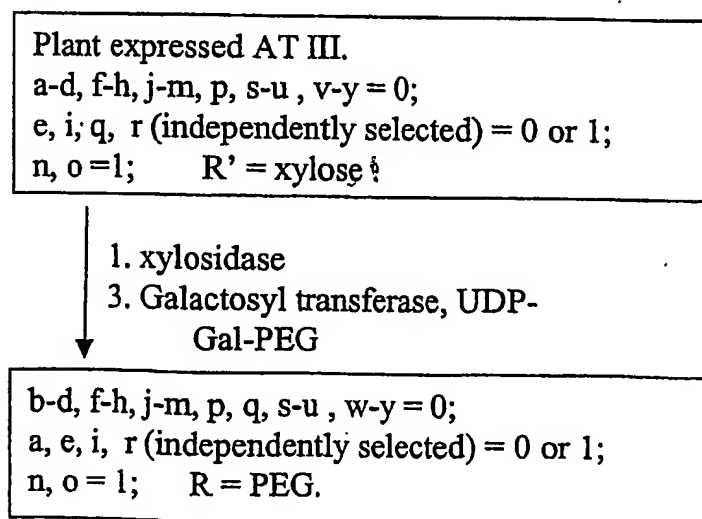 Plant expressed AT III.
a-d, f-h, j-m, p, s-u , v-y = 0;
e, i, q, r (independently selected) = 0 or 1;
n, o =1; R’ = xylose
1. xylosidase
3. Galactosyl transferase, UDP-
Gal-PEG
b-d, f-h, j-m, p, q, s-u , w-y = 0;
a, e, i, r (independently selected) = 0 or 1;
n, o = 1; R = PEG.